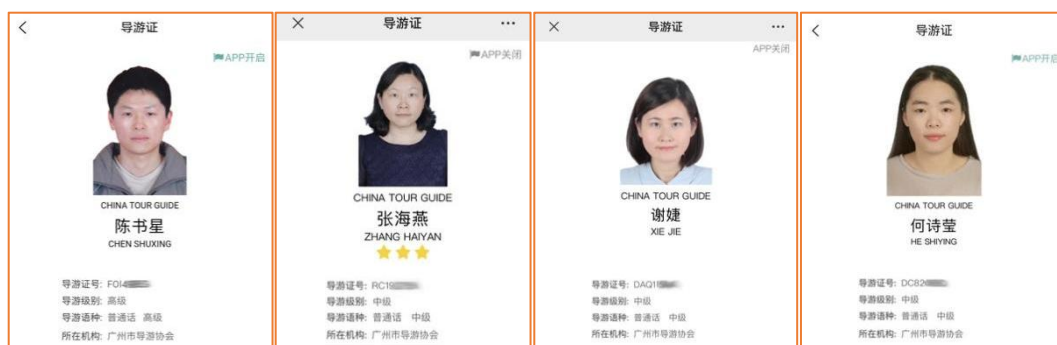 导游证
APP开启
CHINA TOUR GUIDE
陈书星
CHEN SHUXING
导游证号: FOI4
导游级别: 高级
导游语种: 普通话 高级
所在机构: 广州市导游协会
导游证
APP关闭
CHINA TOUR GUIDE
张海燕
ZHANG HAIYAN
导游证号: RC19
导游级别: 中级
导游语种: 普通话 中级
所在机构: 广州市导游协会
导游证
APP关闭
CHINA TOUR GUIDE
谢婕
XIE JIE
导游证号: DAQ1
导游级别: 中级
导游语种: 普通话 中级
所在机构: 广州市导游协会
导游证
APP开启
CHINA TOUR GUIDE
何诗莹
HE SHIYING
导游证号: DC82
导游级别: 中级
导游语种: 普通话 中级
所在机构: 广州市导游协会